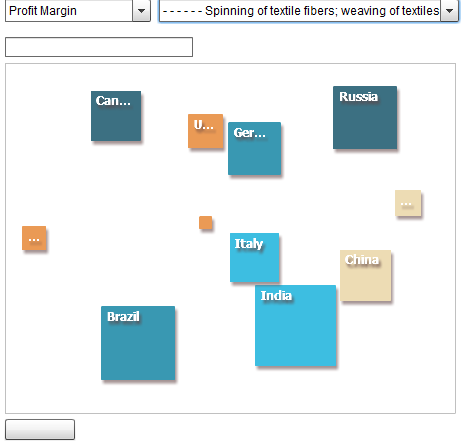 Profit Margin
- - - - - - Spinning of textile fibers; weaving of textiles
Can...
Russia
U...
Ger...
...
...
Italy
China
India
Brazil